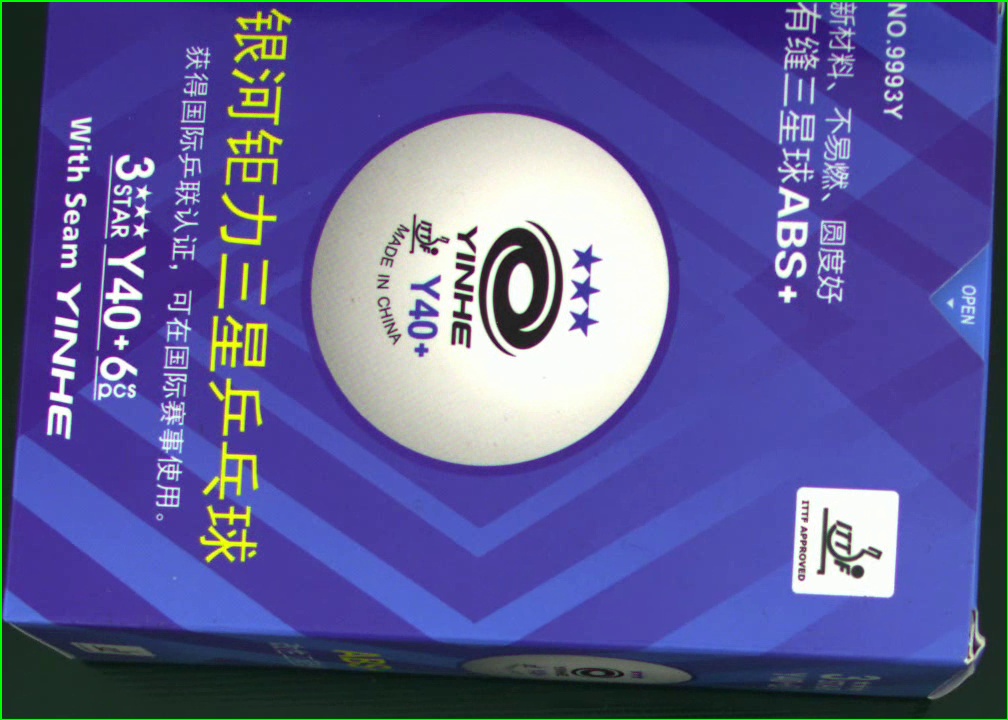 NO.9993Y
新材料、不易燃、圆度好
有缝三星球ABS+
OPEN
★★★
YINHE
ITTF Y40+
MADE IN CHINA
银河钜力三星乒乓球
获得国际乒联认证，可在国际赛事使用。
3★★★ STAR Y40+ 6PCS
With Seam YINHE
ITTF
ITTF APPROVED